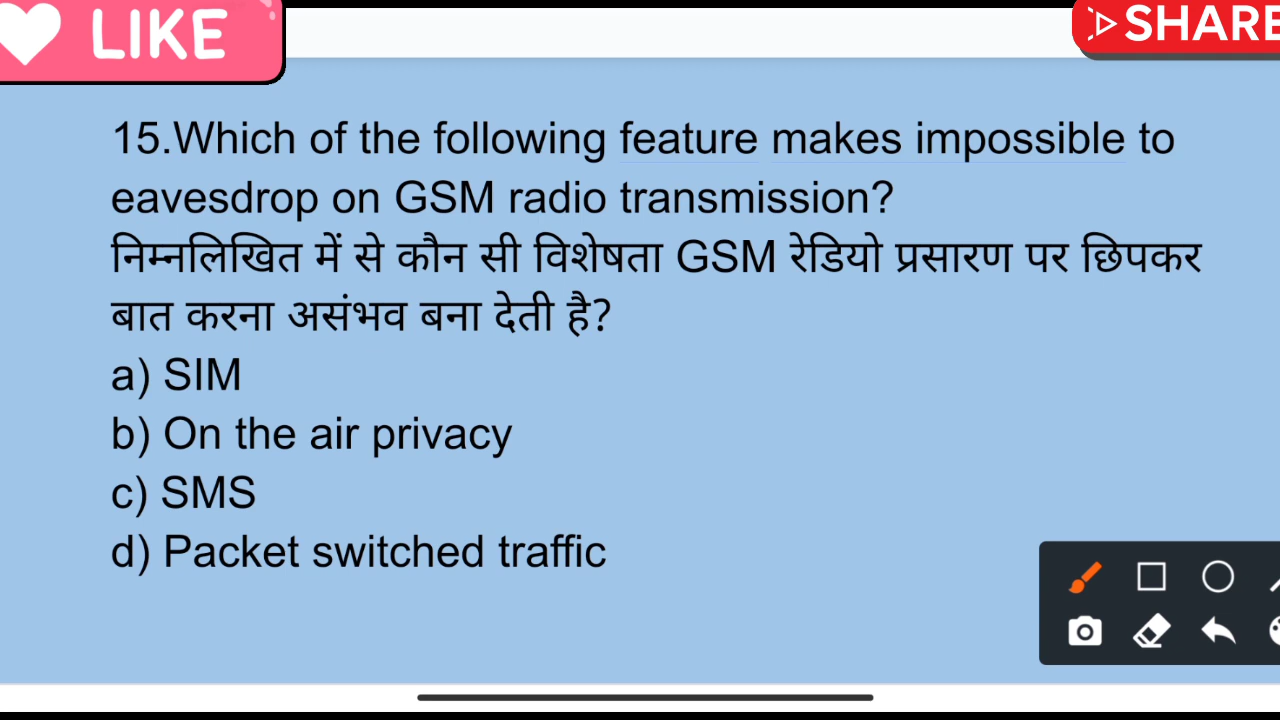 LIKE
SHARE
15.Which of the following feature makes impossible to
eavesdrop on GSM radio transmission?
निम्नलिखित में से कौन सी विशेषता GSM रेडियो प्रसारण पर छिपकर
बात करना असंभव बना देती है?
a) SIM
b) On the air privacy
c) SMS
d) Packet switched traffic